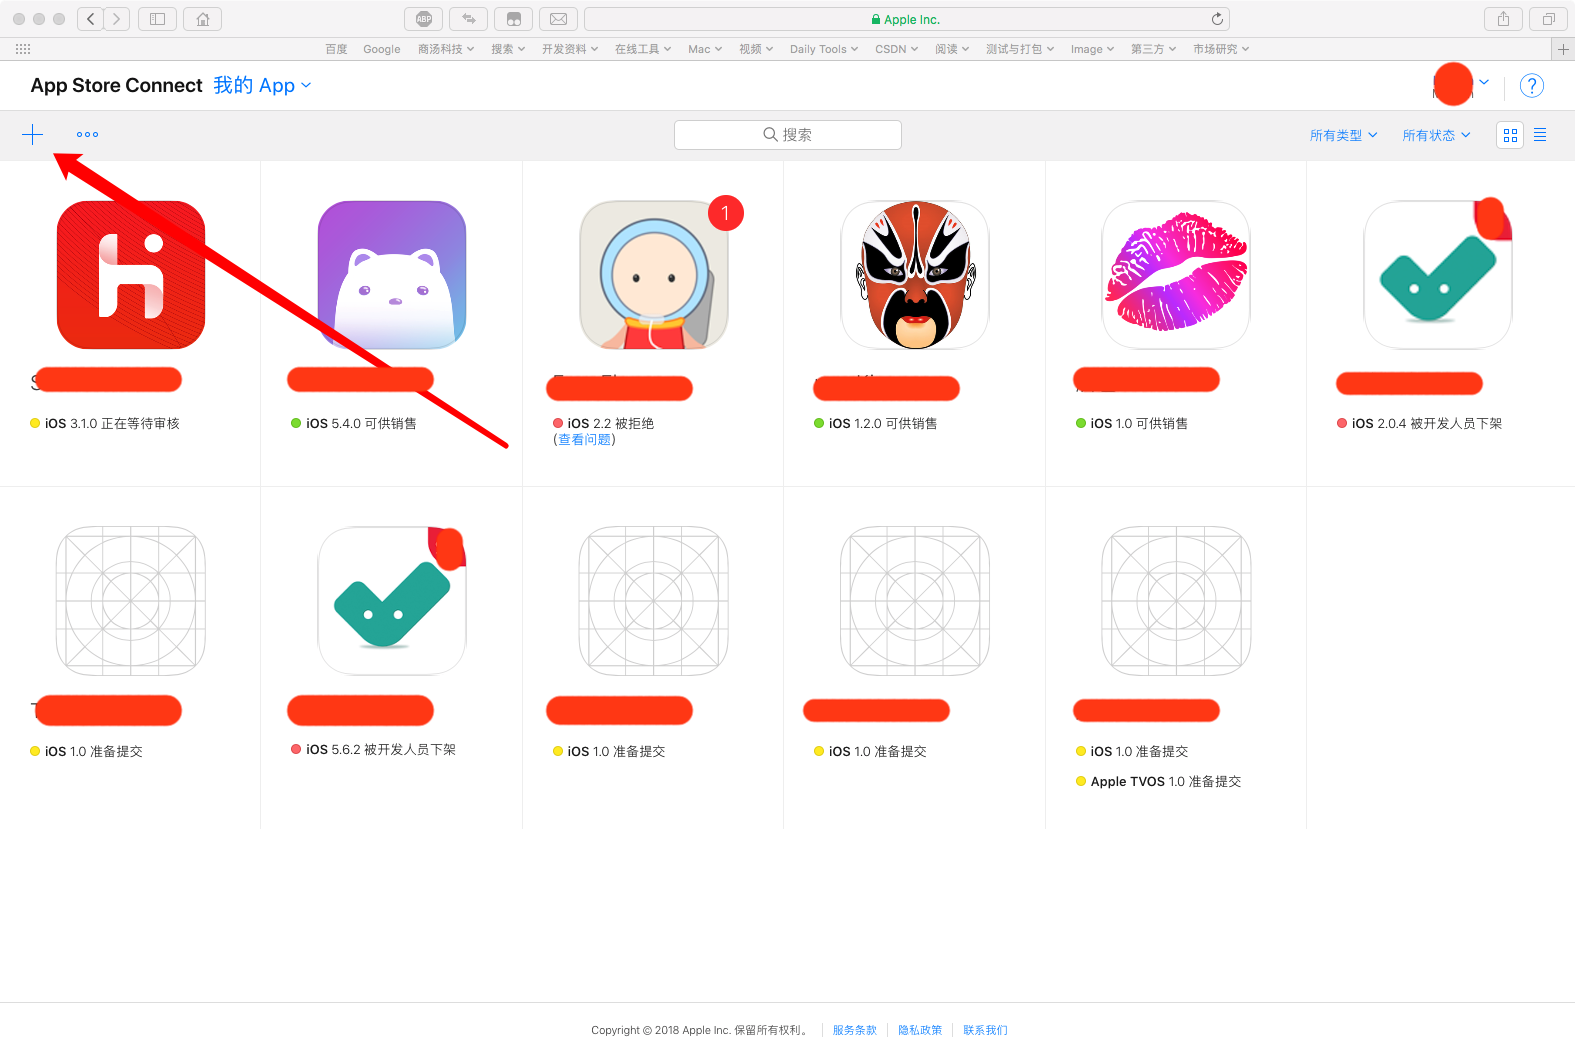 ABP
Apple Inc.
百度 Google 商汤科技 搜索 开发资料 在线工具 Mac 视频 Daily Tools CSDN 阅读 测试与打包 Image 第三方 市场研究
App Store Connect 我的 App
?
搜索
所有类型 所有状态
1
iOS 3.1.0 正在等待审核
iOS 5.4.0 可供销售
iOS 2.2 被拒绝
(查看问题)
iOS 1.2.0 可供销售
iOS 1.0 可供销售
iOS 2.0.4 被开发人员下架
iOS 1.0 准备提交
iOS 5.6.2 被开发人员下架
iOS 1.0 准备提交
iOS 1.0 准备提交
iOS 1.0 准备提交
Apple TVOS 1.0 准备提交
Copyright © 2018 Apple Inc. 保留所有权利。 服务条款 隐私政策 联系我们